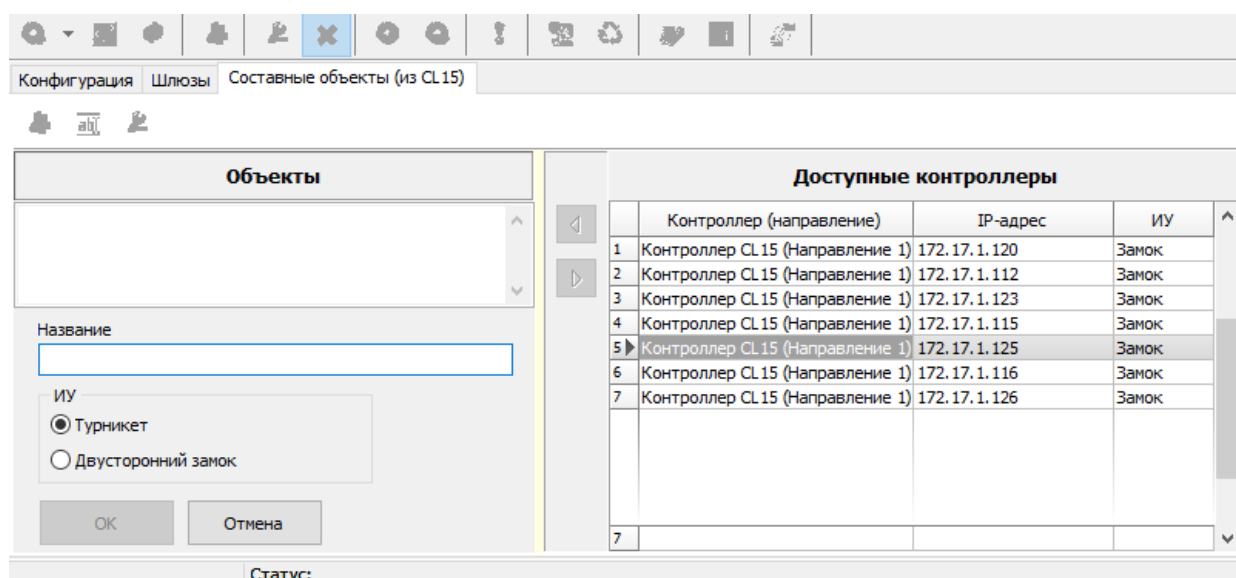 Конфигурация Шлюзы Составные объекты (из CL15)
ab
Объекты
Доступные контроллеры
Контроллер (направление) IP-адрес ИУ
1 Контроллер CL15 (Направление 1) 172.17.1.120 Замок
2 Контроллер CL15 (Направление 1) 172.17.1.112 Замок
3 Контроллер CL15 (Направление 1) 172.17.1.123 Замок
4 Контроллер CL15 (Направление 1) 172.17.1.115 Замок
5 Контроллер CL15 (Направление 1) 172.17.1.125 Замок
6 Контроллер CL15 (Направление 1) 172.17.1.116 Замок
7 Контроллер CL15 (Направление 1) 172.17.1.126 Замок
7
Название
ИУ
Турникет
Двусторонний замок
ОК Отмена
Статус: